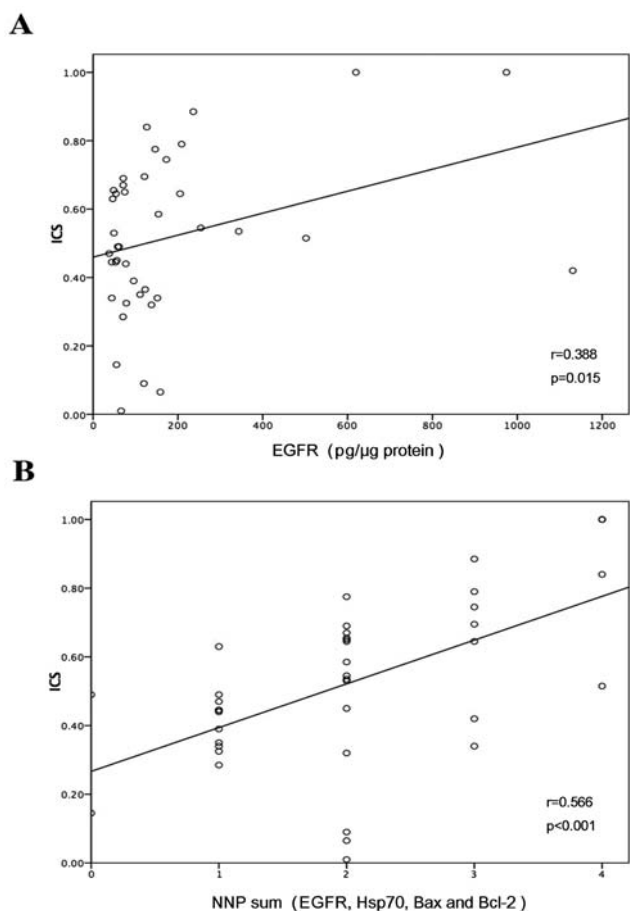 A
1.00
0.80
0.60
0.40
0.20
0.00
ICS
0 200 400 600 800 1000 1200
r=0.388
p=0.015
EGFR ( pg/µg protein )
B
1.00
0.80
0.60
0.40
0.20
0.00
ICS
0 1 2 3 4
r=0.566
p<0.001
NNP sum ( EGFR, Hsp70, Bax and Bcl-2 )